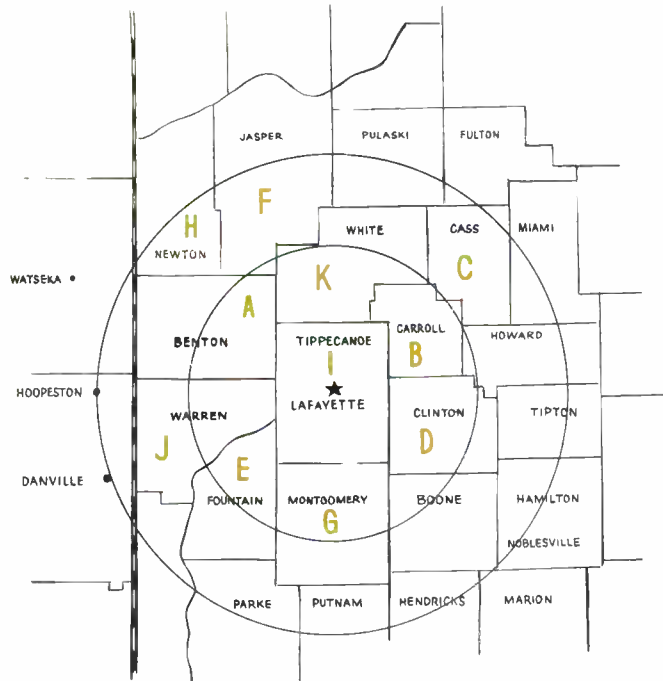 JASPER PULASKI FULTON
F
H WHITE CASS MIAMI
NEWTON
WATSEKA K C
A
BENTON TIPPECANOE CARROLL HOWARD
I B
HOOPESTON LAFAYETTE
WARREN CLINTON TIPTON
J E D
DANVILLE
FOUNTAIN MONTGOMERY BOONE HAMILTON
G
NOBLESVILLE
PARKE PUTNAM HENDRICKS MARION